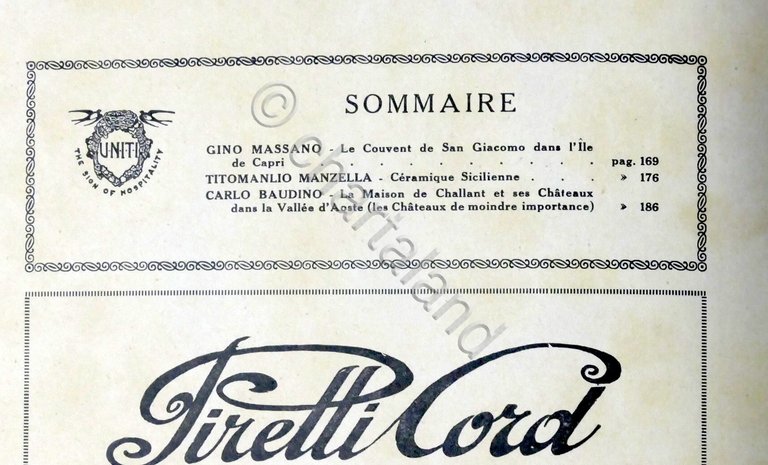 SOMMAIRE
UNITI
THE SIGN OF HOSPITALITY
GINO MASSANO - Le Couvent de San Giacomo dans l'Île
de Capri . . . . . . . . . . pag. 169
TITOMANLIO MANZELLA - Céramique Sicilienne . . . » 176
CARLO BAUDINO - La Maison de Challant et ses Châteaux
dans la Vallée d'Aoste (les Châteaux de moindre importance) » 186
© chartaland
Pirelli Cord